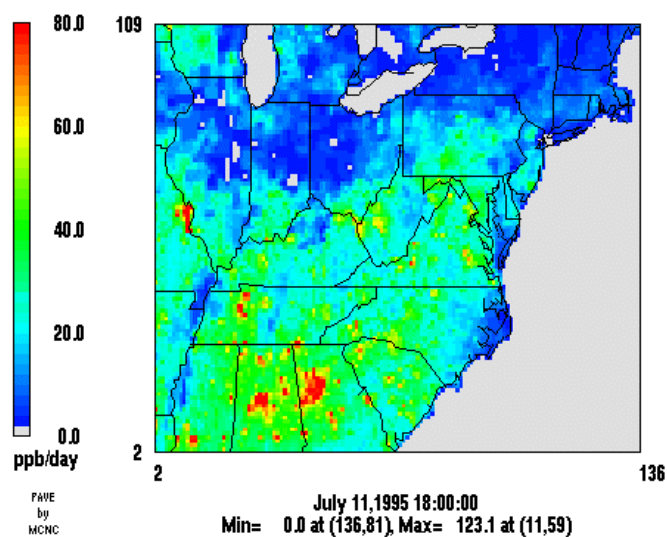 80.0
60.0
40.0
20.0
0.0
ppb/day
109
2
2
136
PAVE
by
MCNC
July 11,1995 18:00:00
Min= 0.0 at (136,81), Max= 123.1 at (11,59)